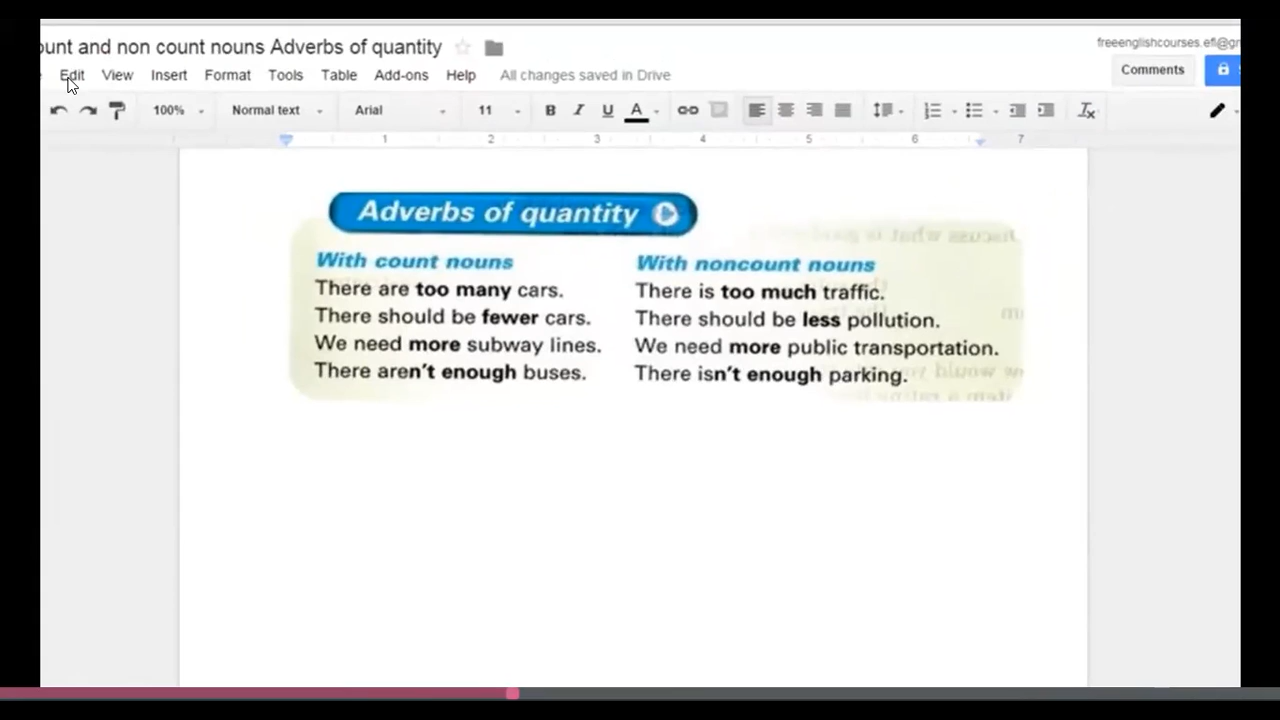 ount and non count nouns Adverbs of quantity
freeenglishcourses.efl@gr
Edit View Insert Format Tools Table Add-ons Help All changes saved in Drive
Comments
100% Normal text Arial 11 B I U A
1 2 3 4 5 6 7
Adverbs of quantity
With count nouns
There are too many cars.
There should be fewer cars.
We need more subway lines.
There aren't enough buses.
With noncount nouns
There is too much traffic.
There should be less pollution.
We need more public transportation.
There isn't enough parking.